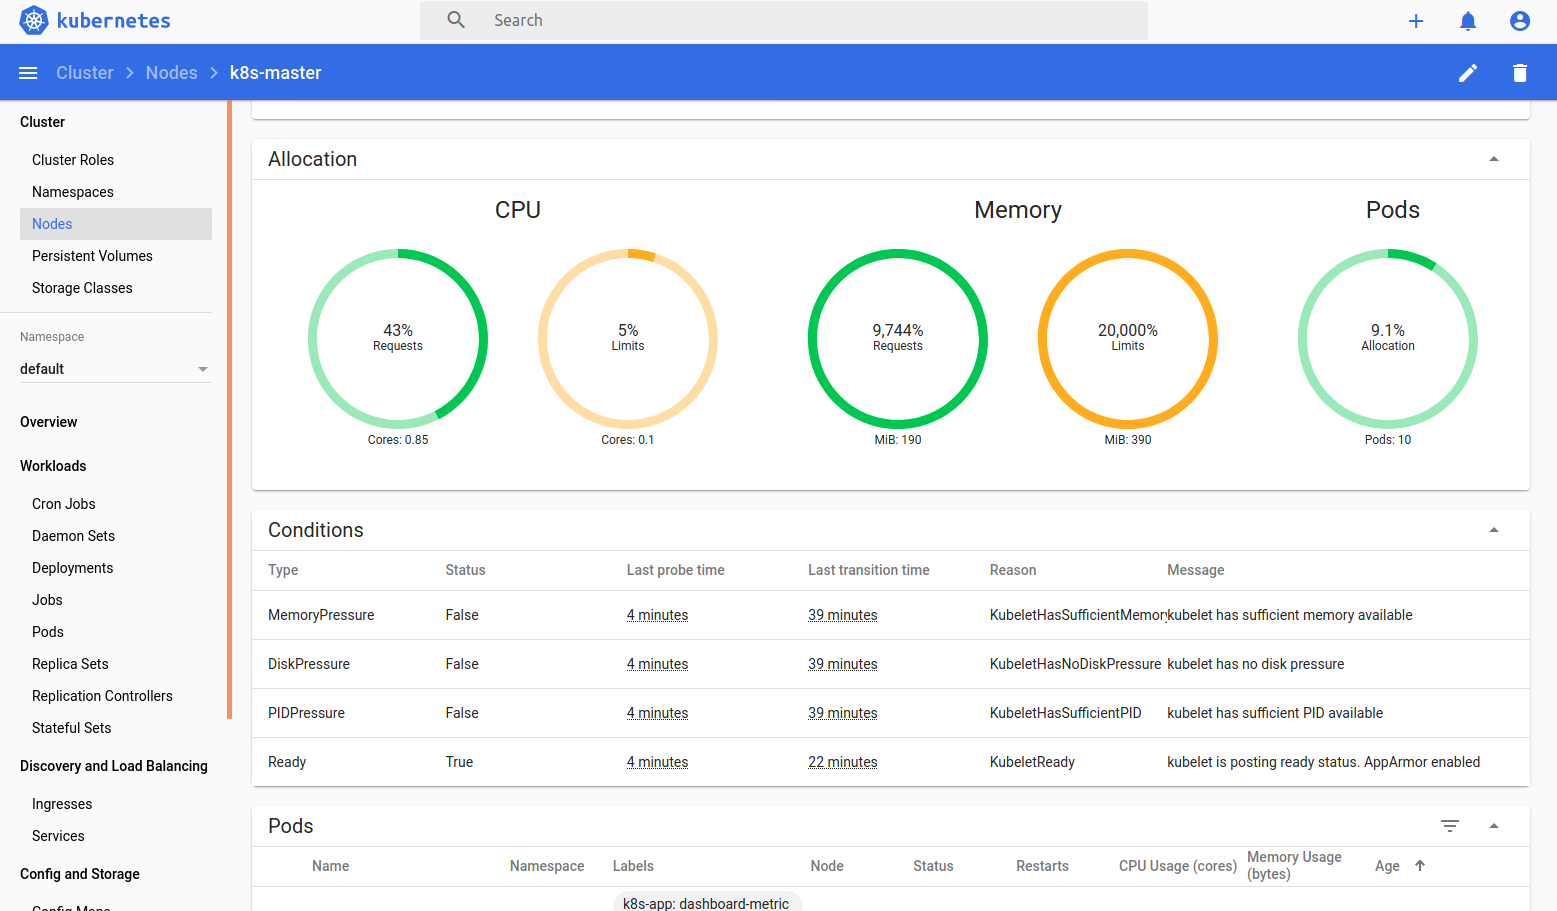 kubernetes
Search
Cluster > Nodes > k8s-master
Cluster
Cluster Roles
Namespaces
Nodes
Persistent Volumes
Storage Classes
Namespace
default
Overview
Workloads
Cron Jobs
Daemon Sets
Deployments
Jobs
Pods
Replica Sets
Replication Controllers
Stateful Sets
Discovery and Load Balancing
Ingresses
Services
Config and Storage
Config Maps
Allocation
CPU Memory Pods
43% 5% 9,744% 20,000% 9.1%
Requests Limits Requests Limits Allocation
Cores: 0.85 Cores: 0.1 MiB: 190 MiB: 390 Pods: 10
Conditions
Type Status Last probe time Last transition time Reason Message
MemoryPressure False 4 minutes 39 minutes KubeletHasSufficientMemory kubelet has sufficient memory available
DiskPressure False 4 minutes 39 minutes KubeletHasNoDiskPressure kubelet has no disk pressure
PIDPressure False 4 minutes 39 minutes KubeletHasSufficientPID kubelet has sufficient PID available
Ready True 4 minutes 22 minutes KubeletReady kubelet is posting ready status. AppArmor enabled
Pods
Name Namespace Labels Node Status Restarts CPU Usage (cores) Memory Usage (bytes) Age
k8s-app: dashboard-metric